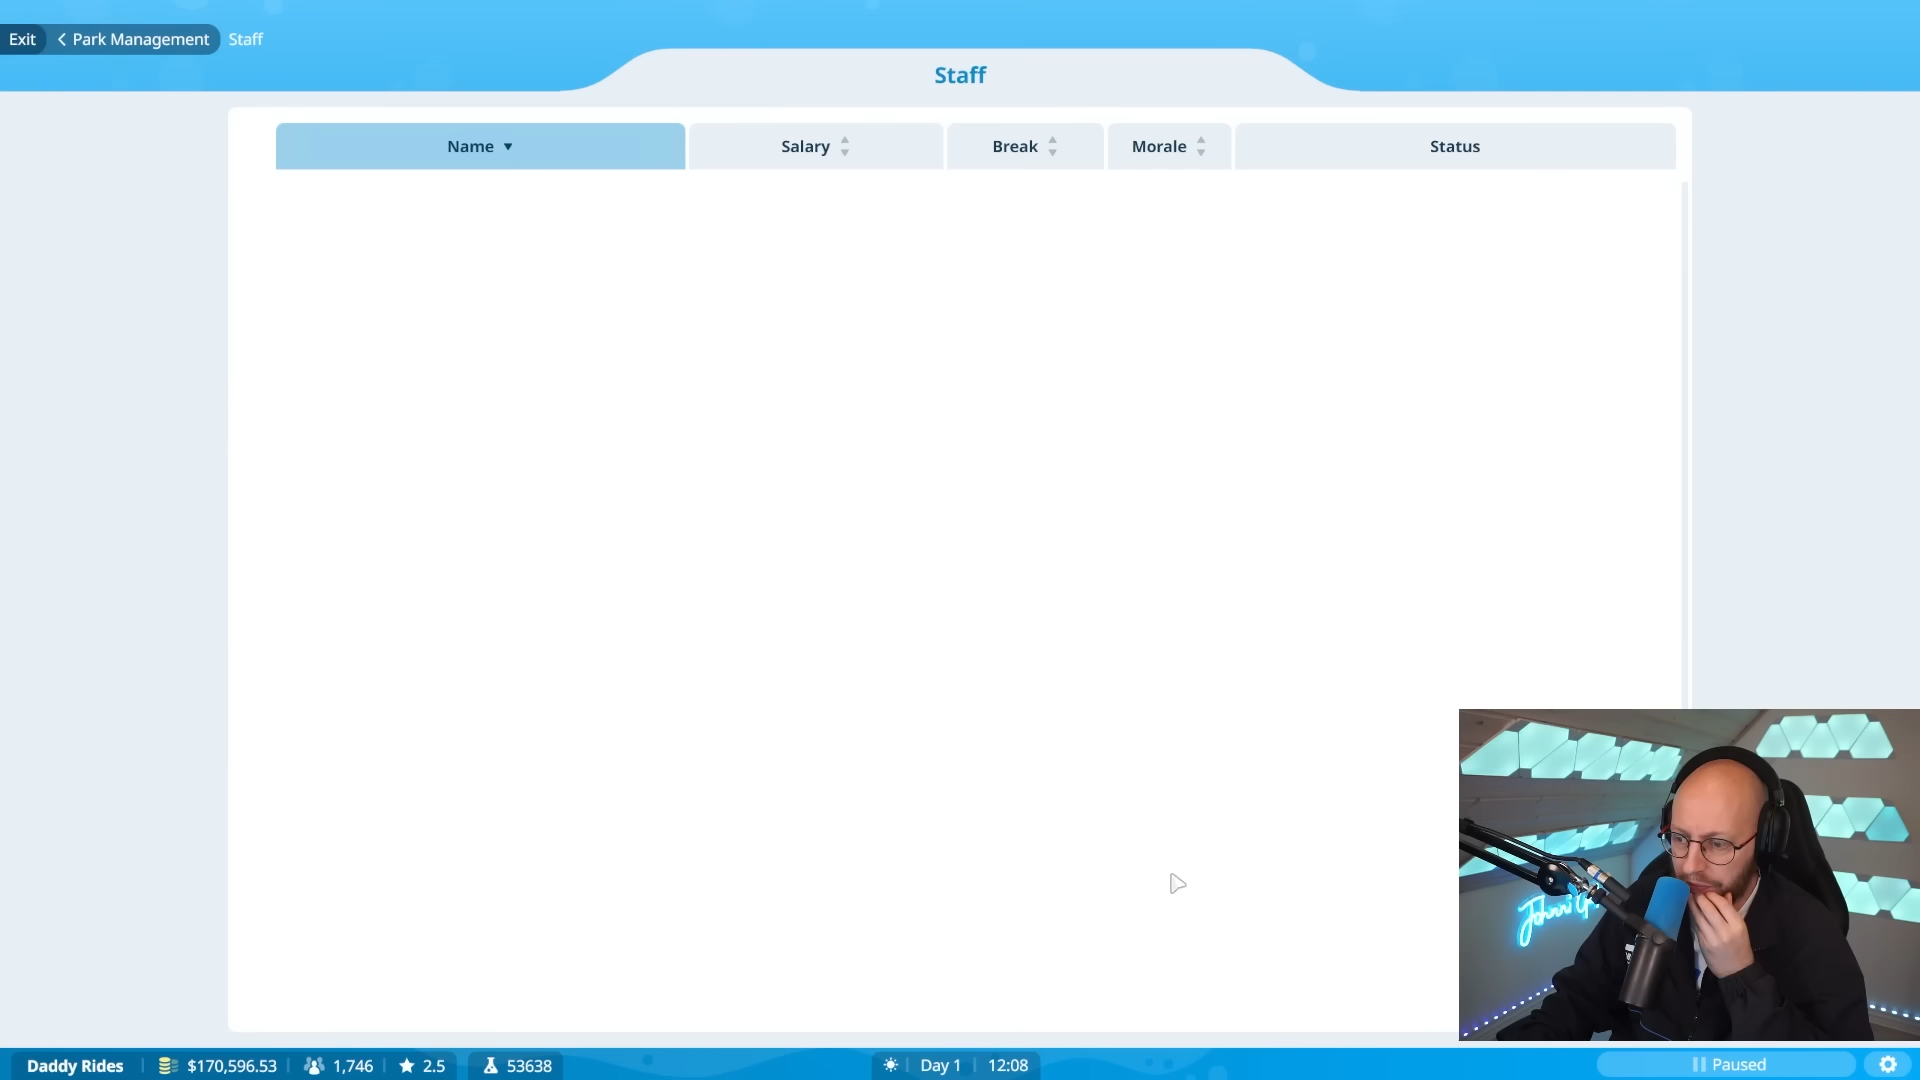 Exit
Park Management
Staff
Staff
Name
Salary
Break
Morale
Status
Daddy Rides
$170,596.53
1,746
2.5
53638
Day 1
12:08
Paused